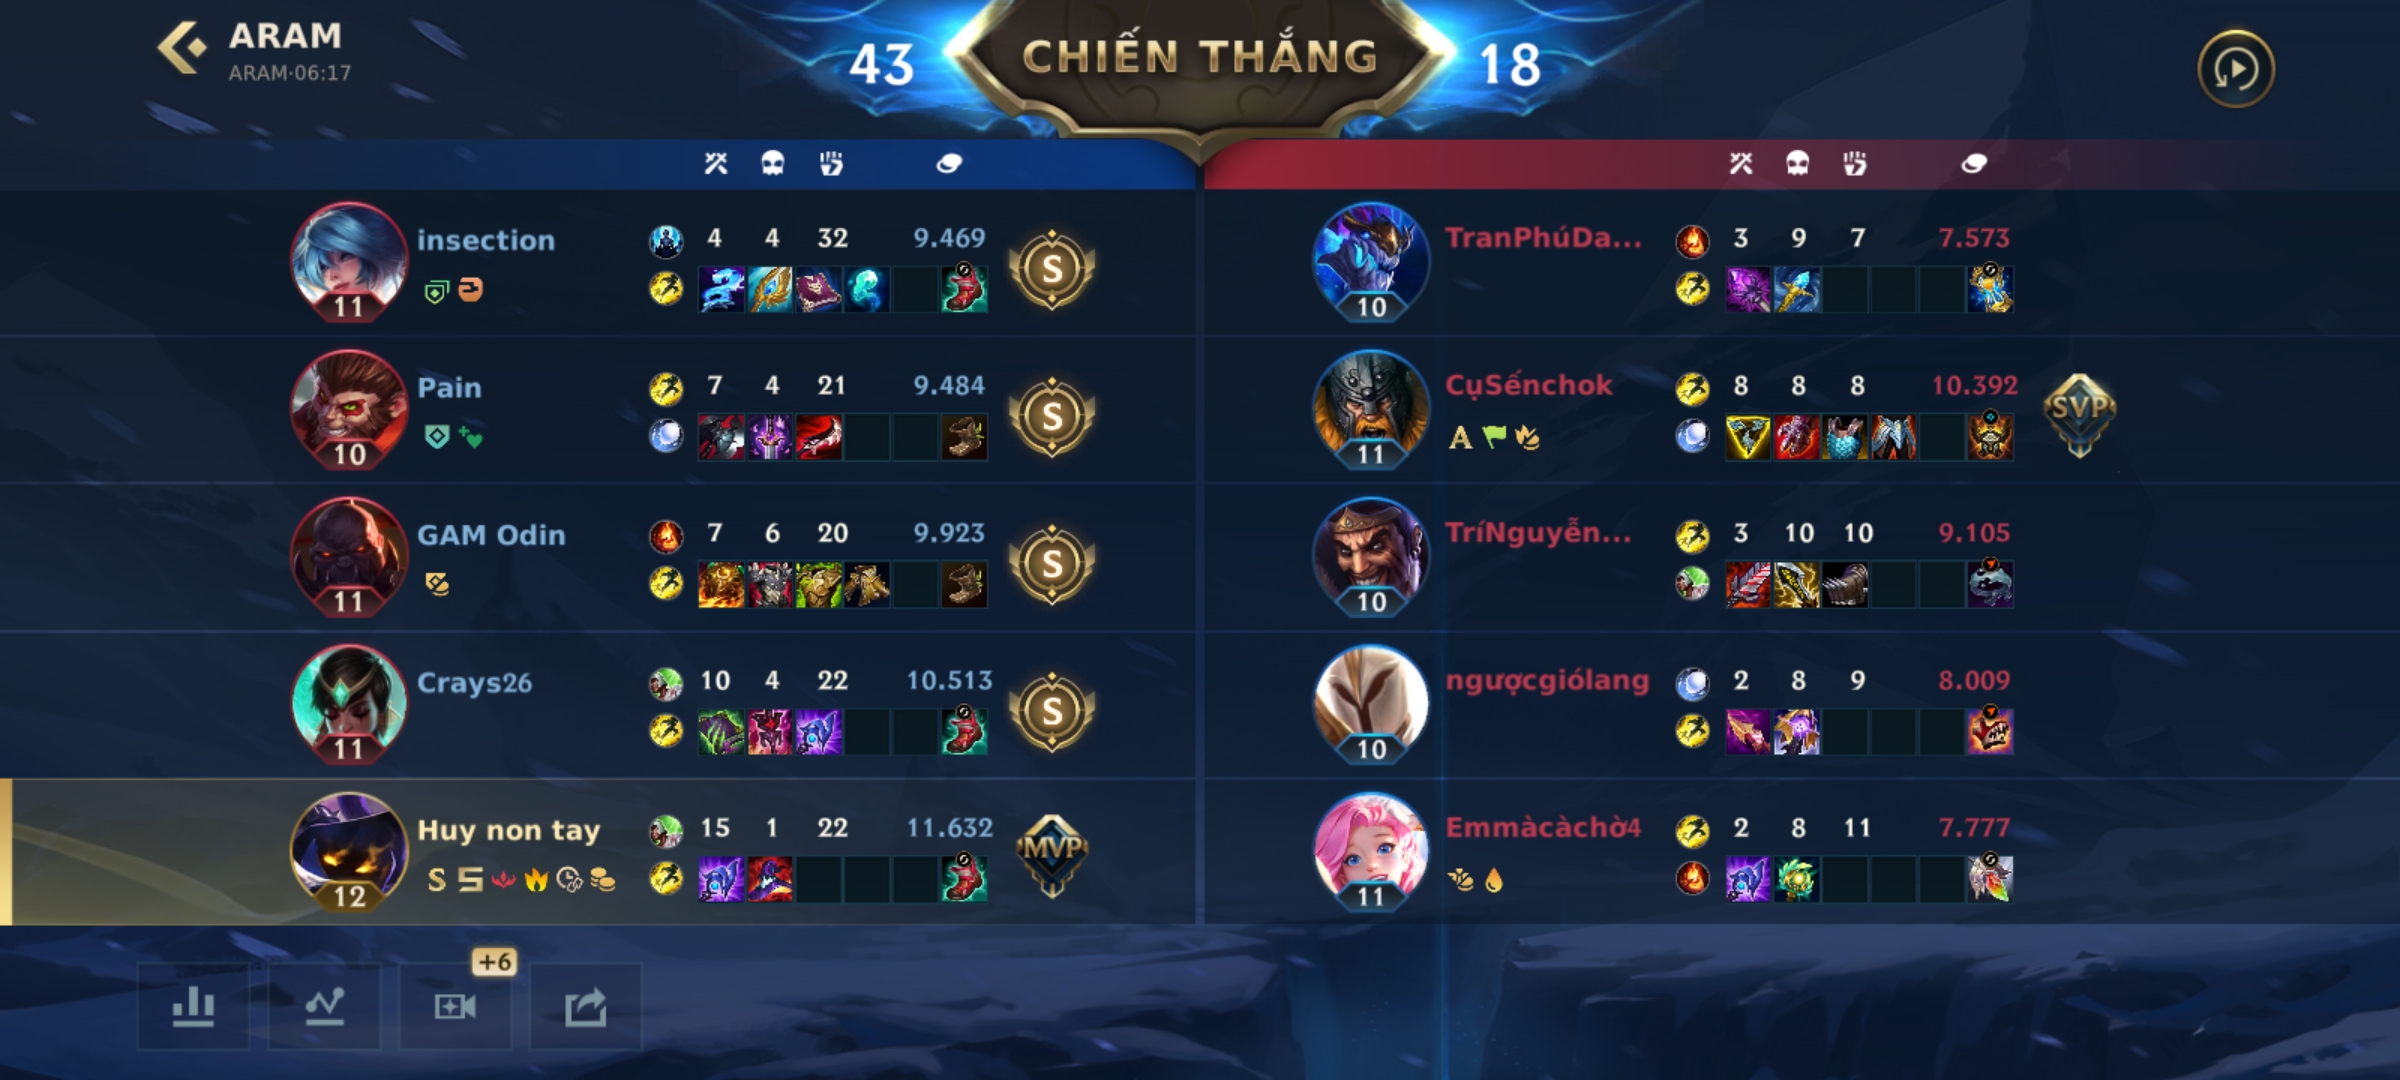 ARAM
ARAM·06:17
43
CHIẾN THẮNG
18
insection
4 4 32 9.469
S
11
TranPhúDa...
3 9 7 7.573
10
Pain
7 4 21 9.484
S
10
CụSếnchok
8 8 8 10.392
SVP
A
11
GAM Odin
7 6 20 9.923
S
11
TríNguyễn...
3 10 10 9.105
10
Crays26
10 4 22 10.513
S
11
ngượcgiólang
2 8 9 8.009
10
Huy non tay
15 1 22 11.632
MVP
S S
12
Emmàcàchờ4
2 8 11 7.777
11
+6